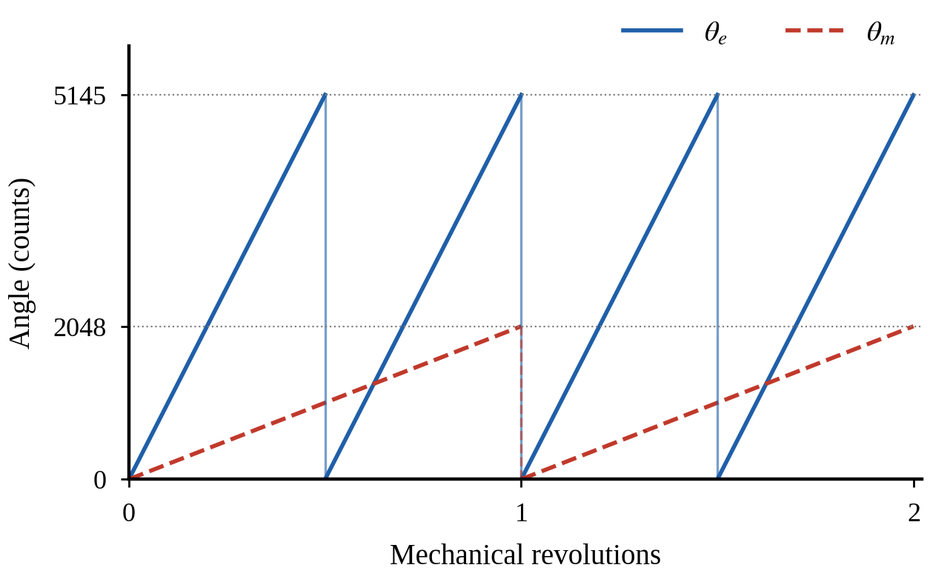 θe θm
5145
2048
0
0 1 2
Angle (counts)
Mechanical revolutions